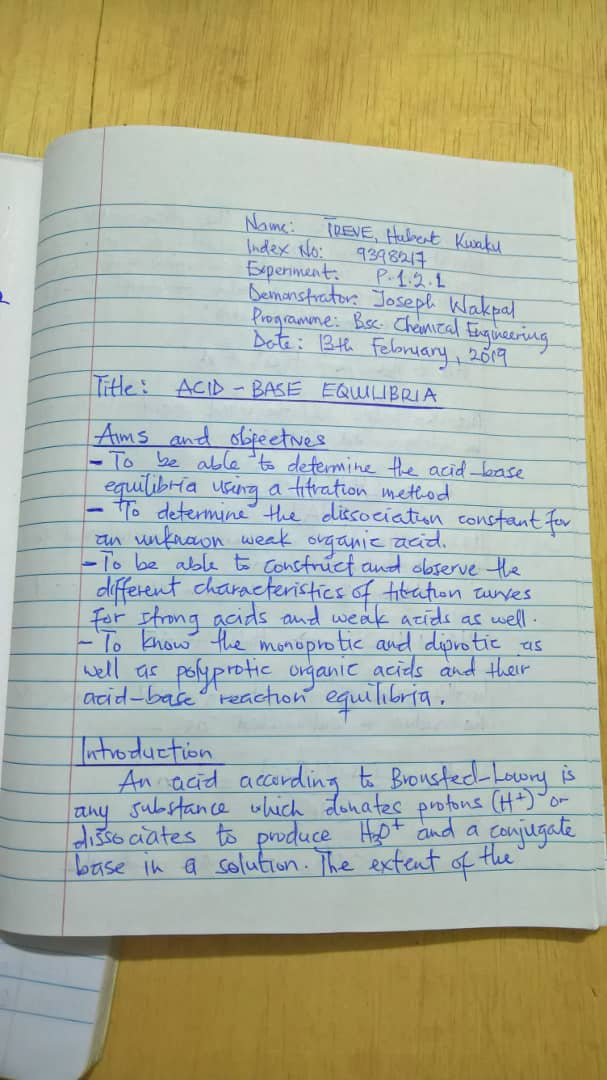 Name: TREVE, Hubert Kwaku
Index No: 9398217
Experiment: P.1.2.1
Demonstrator: Joseph Wakpal
Programme: Bsc. Chemical Engineering
Date: 13th February, 2019
Title: ACID-BASE EQUILIBRIA
Aims and objectives
- To be able to determine the acid-base
equilibria using a titration method
- To determine the dissociation constant for
an unknown weak organic acid.
- To be able to construct and observe the
different characteristics of titration curves
for strong acids and weak acids as well.
- To know the monoprotic and diprotic as
well as polyprotic organic acids and their
acid-base reaction equilibria.
Introduction
An acid according to Bronsted-Lowry is
any substance which donates protons (H+) or
dissociates to produce H3O+ and a conjugate
base in a solution. The extent of the